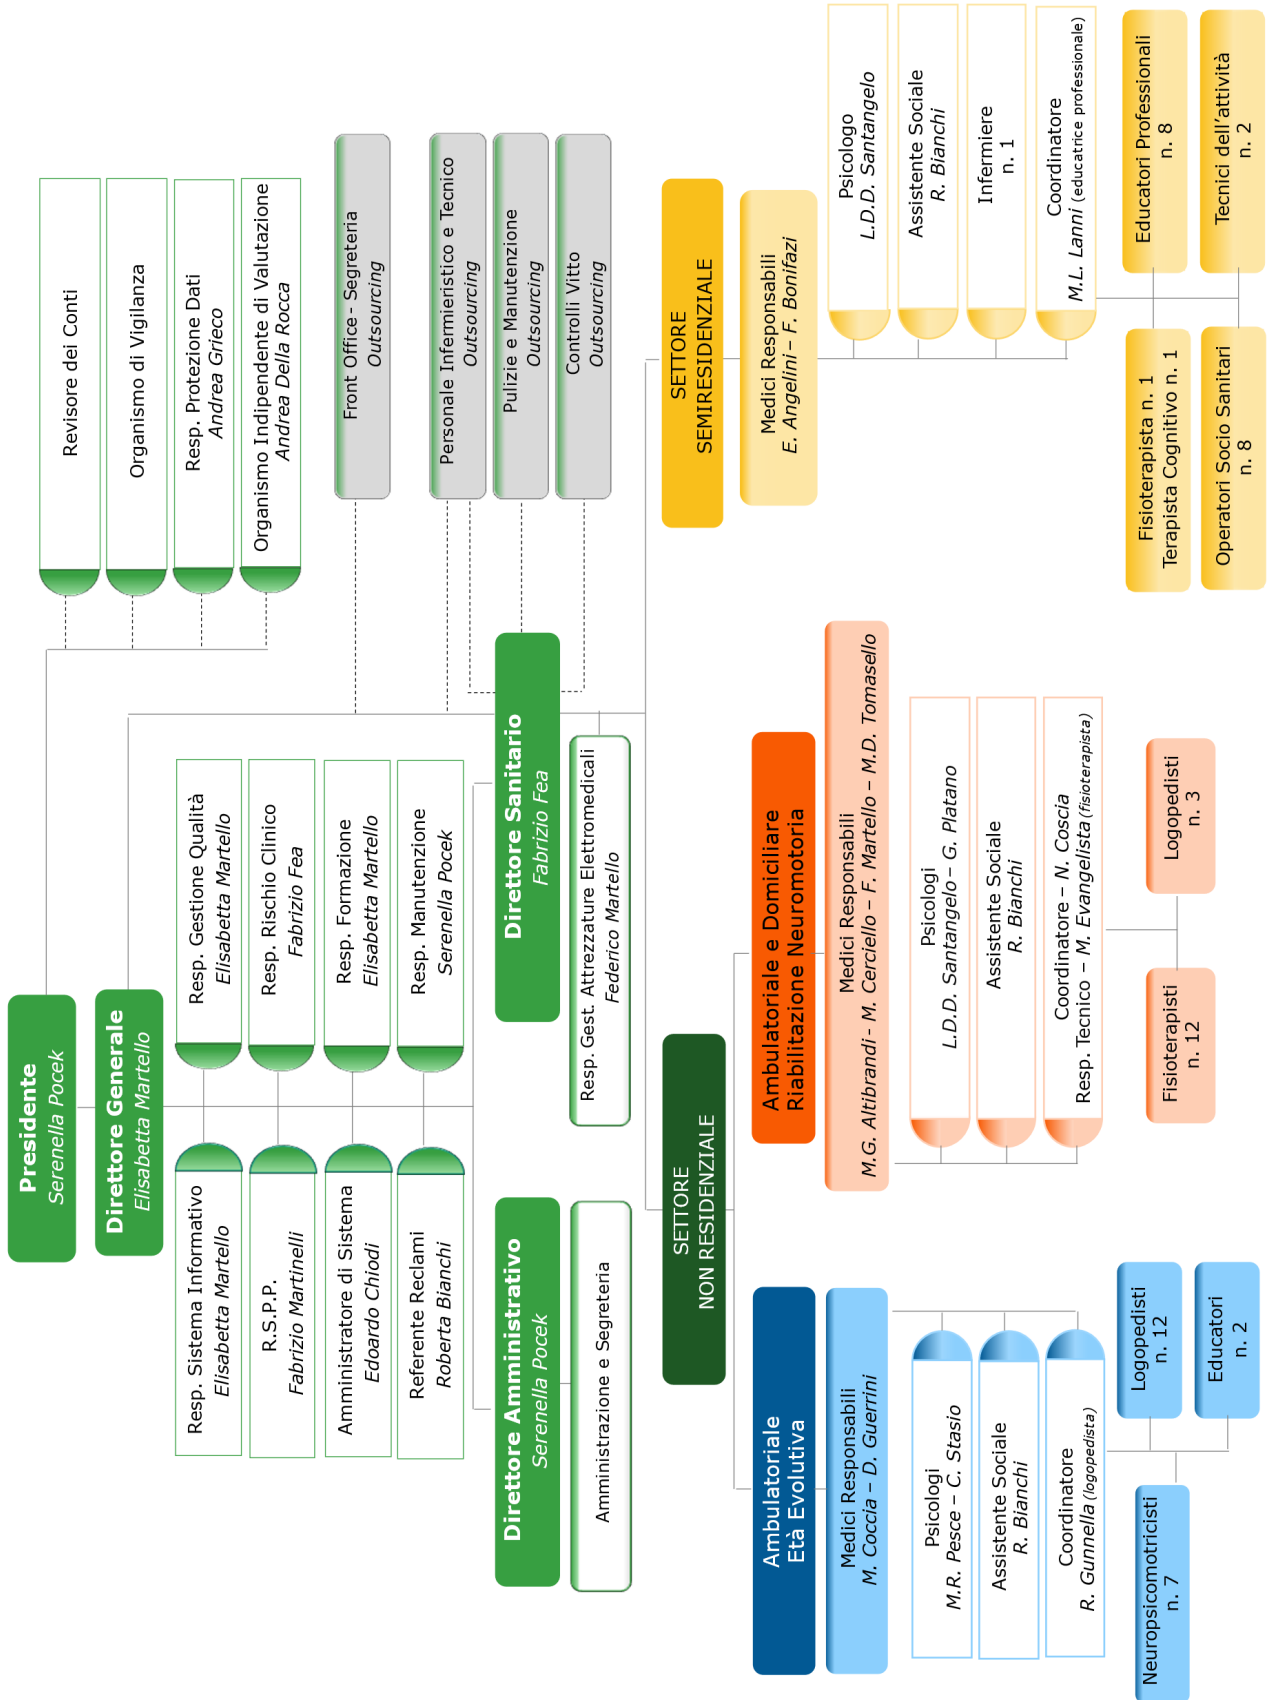 Presidente
Serenella Pocek
Direttore Generale
Elisabetta Martello
Revisore dei Conti
Organismo di Vigilanza
Resp. Protezione Dati
Andrea Grieco
Organismo Indipendente di Valutazione
Andrea Della Rocca
Resp. Sistema Informativo
Elisabetta Martello
R.S.P.P.
Fabrizio Martinelli
Amministratore di Sistema
Edoardo Chiodi
Referente Reclami
Roberta Bianchi
Resp. Gestione Qualità
Elisabetta Martello
Resp. Rischio Clinico
Fabrizio Fea
Resp. Formazione
Elisabetta Martello
Resp. Manutenzione
Serenella Pocek
Front Office - Segreteria
Outsourcing
Personale Infermieristico e Tecnico
Outsourcing
Pulizie e Manutenzione
Outsourcing
Controlli Vitto
Outsourcing
Direttore Amministrativo
Serenella Pocek
Amministrazione e Segreteria
Direttore Sanitario
Fabrizio Fea
Resp. Gest. Attrezzature Elettromedicali
Federico Martello
SETTORE
NON RESIDENZIALE
Ambulatoriale
Età Evolutiva
Medici Responsabili
M. Coccia – D. Guerrini
Psicologi
M.R. Pesce – C. Stasio
Assistente Sociale
R. Bianchi
Coordinatore
R. Gunnella (logopedista)
Neuropsicomotricisti
n. 7
Logopedisti
n. 12
Educatori
n. 2
Ambulatoriale e Domiciliare
Riabilitazione Neuromotoria
Medici Responsabili
M.G. Altibrandi - M. Cerciello – F. Martello – M.D. Tomasello
Psicologi
L.D.D. Santangelo – G. Platano
Assistente Sociale
R. Bianchi
Coordinatore – N. Coscia
Resp. Tecnico – M. Evangelista (fisioterapista)
Fisioterapisti
n. 12
Logopedisti
n. 3
SETTORE
SEMIRESIDENZIALE
Medici Responsabili
E. Angelini – F. Bonifazi
Psicologo
L.D.D. Santangelo
Assistente Sociale
R. Bianchi
Infermiere
n. 1
Coordinatore
M.L. Lanni (educatrice professionale)
Fisioterapista n. 1
Terapista Cognitivo n. 1
Educatori Professionali
n. 8
Operatori Socio Sanitari
n. 8
Tecnici dell'attività
n. 2